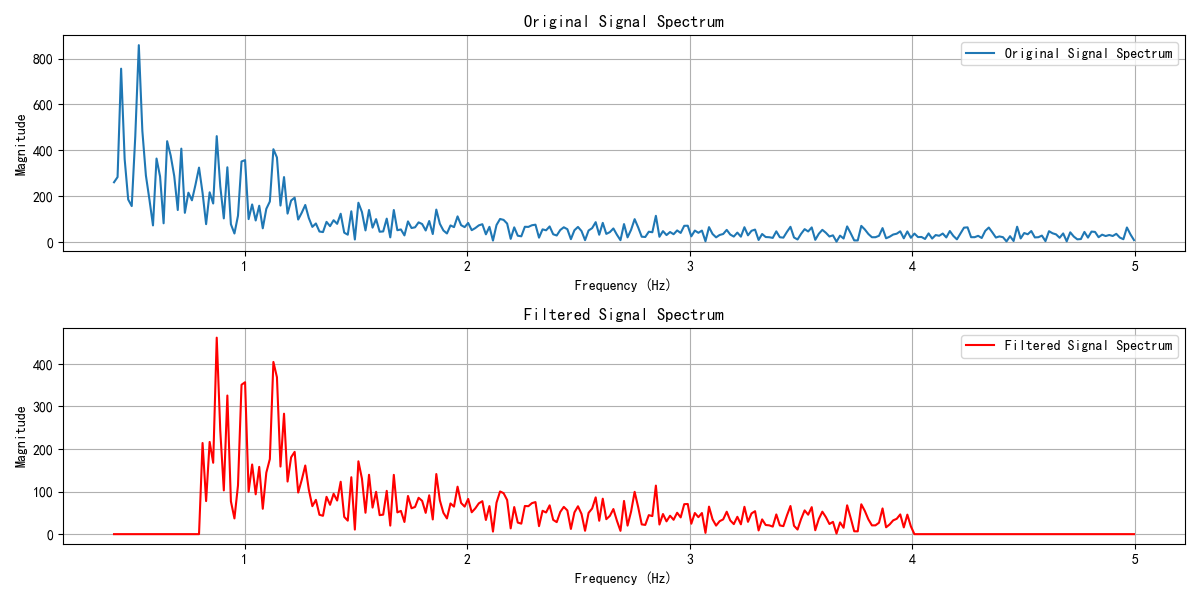 Original Signal Spectrum
800
600
400
200
0
Magnitude
Original Signal Spectrum
1
2
3
4
5
Frequency (Hz)
Filtered Signal Spectrum
400
300
200
100
0
Magnitude
Filtered Signal Spectrum
1
2
3
4
5
Frequency (Hz)